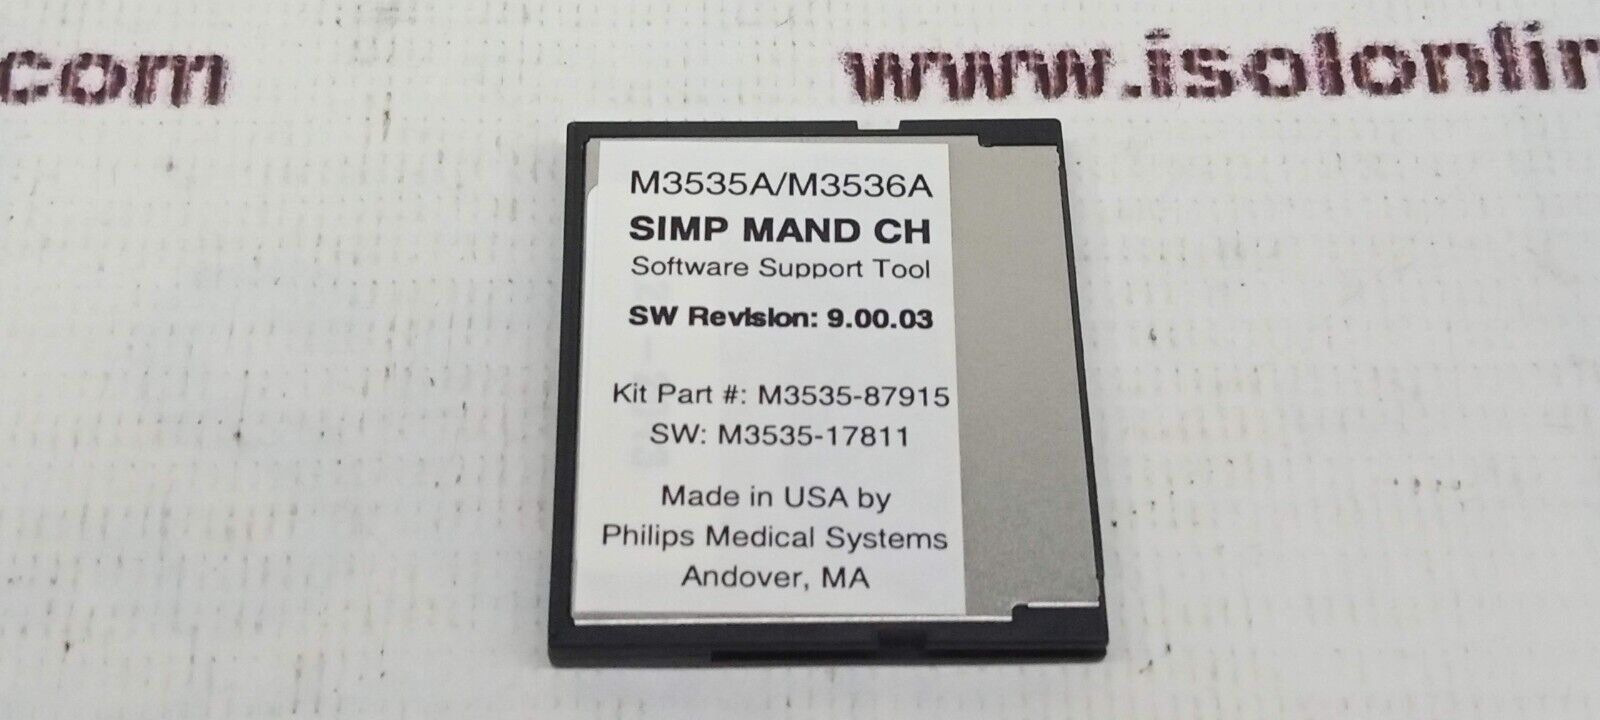 com
www.isolonlin
M3535A/M3536A
SIMP MAND CH
Software Support Tool
SW Revision: 9.00.03
Kit Part #: M3535-87915
SW: M3535-17811
Made in USA by
Philips Medical Systems
Andover, MA